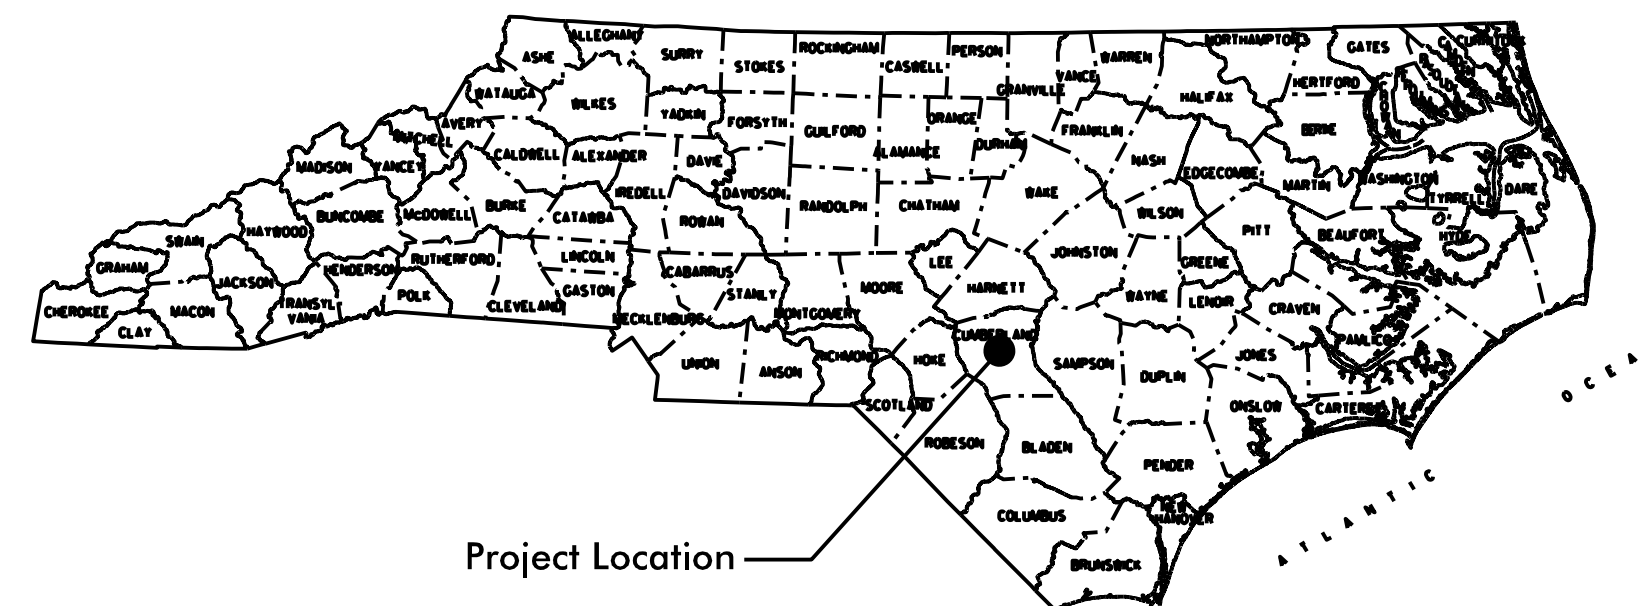 ALLEGHANY
NORTHAMPTON
ASHE
SURRY
STOKES
ROCKINGHAM
CASWELL
PERSON
WARREN
GATES
CURRITUCK
WATAUGA
WILKES
GRANVILLE
VANCE
HALIFAX
HERTFORD
AVERY
MITCHELL
YADKIN
FORSYTH
GUILFORD
ORANGE
FRANKLIN
BERTIE
MADISON
YANCEY
CALDWELL
ALEXANDER
DAVIE
ALAMANCE
DURHAM
NASH
EDGECOMBE
MARTIN
WASHINGTON
TYRRELL
DARE
BUNCOMBE
McDOWELL
BURKE
CATAWBA
IREDELL
DAVIDSON
ROWAN
RANDOLPH
CHATHAM
WAKE
WILSON
PITT
BEAUFORT
HYDE
SWAIN
HAYWOOD
GRAHAM
JACKSON
HENDERSON
RUTHERFORD
LINCOLN
CABARRUS
LEE
JOHNSTON
GREENE
CHEROKEE
CLAY
MACON
TRANSYL
VANIA
POLK
CLEVELAND
GASTON
STANLY
MOORE
HARNETT
WAYNE
LENOIR
CRAVEN
PAMLICO
MECKLENBURG
MONTGOMERY
CUMBERLAND
UNION
ANSON
RICHMOND
HOKE
SAMPSON
DUPLIN
JONES
SCOTLAND
ONSLOW
CARTERET
ROBESON
BLADEN
PENDER
COLUMBUS
NEW
HANOVER
BRUNSWICK
Project Location
ATLANTIC
OCEA